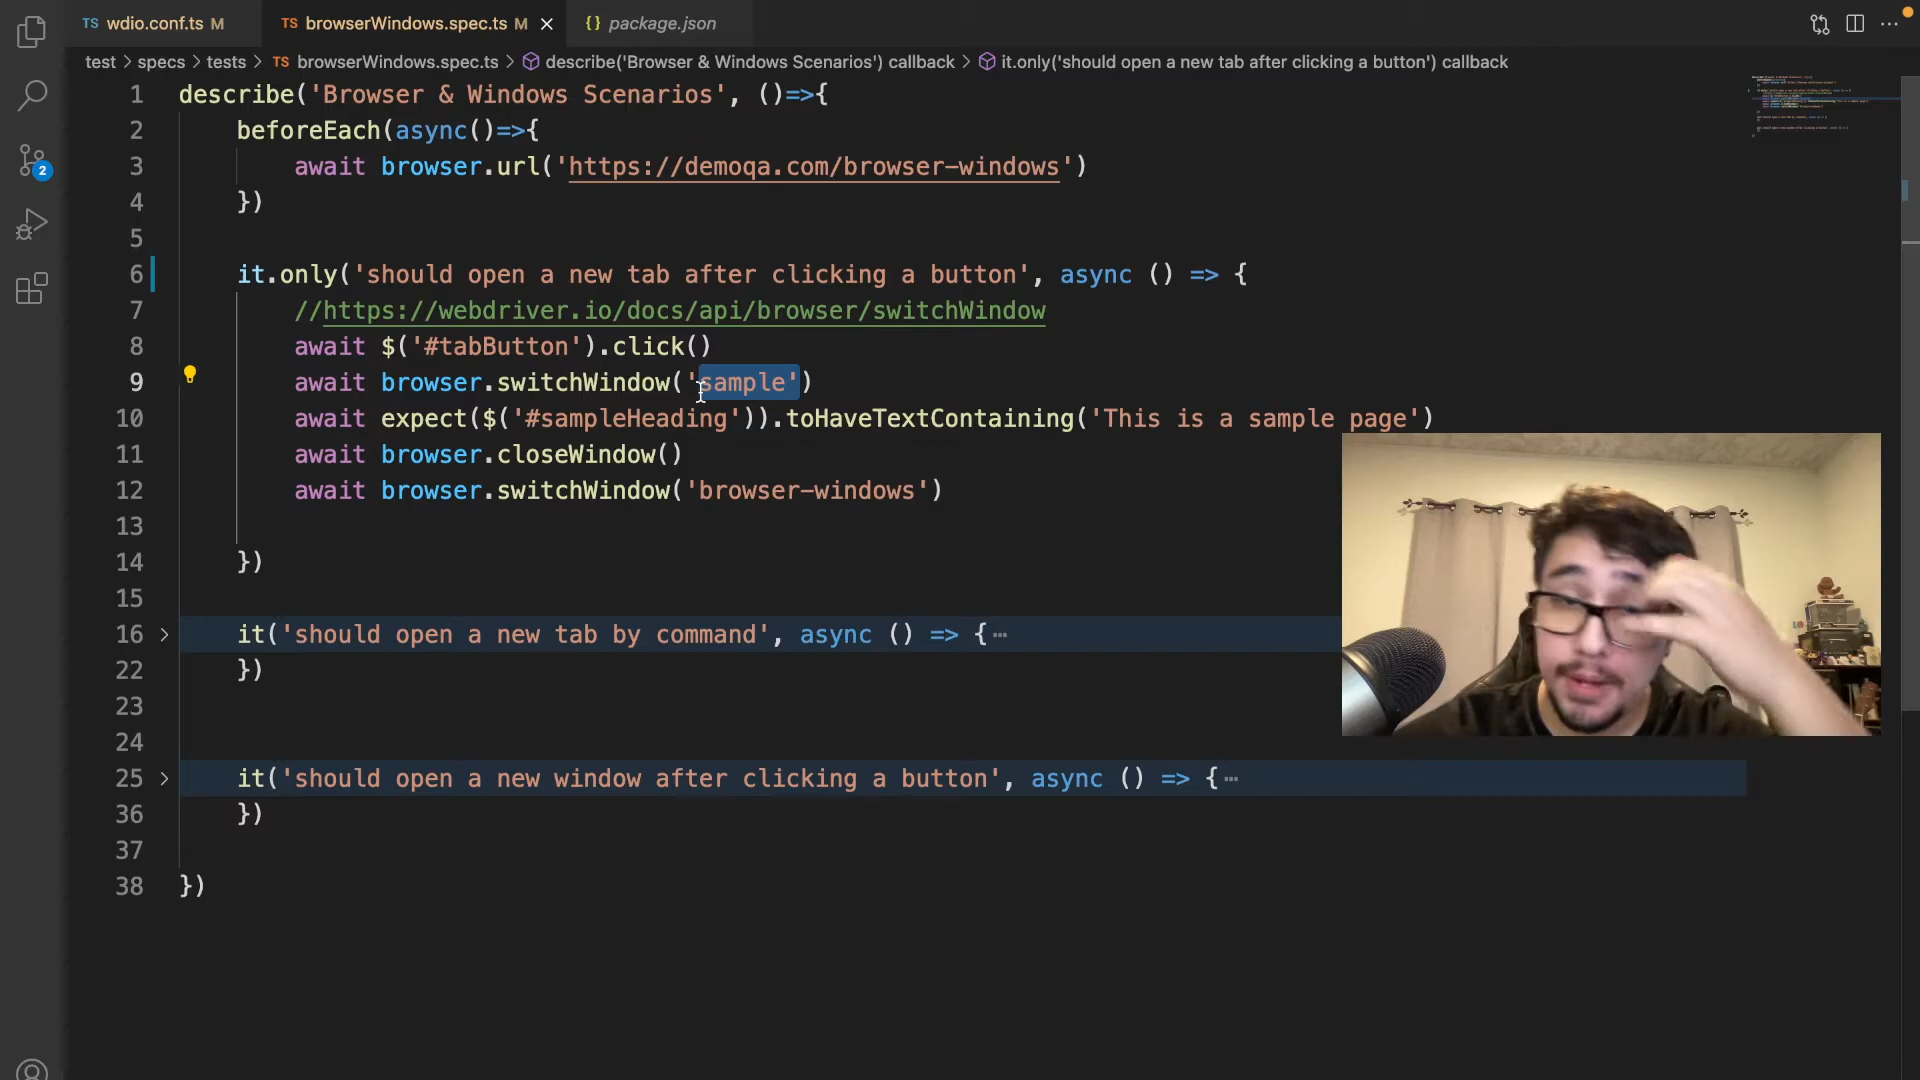 TS wdio.conf.ts M
TS browserWindows.spec.ts M
{} package.json
test > specs > tests > TS browserWindows.spec.ts > describe('Browser & Windows Scenarios') callback > it.only('should open a new tab after clicking a button') callback
1 describe('Browser & Windows Scenarios', ()=>{
2 beforeEach(async()=>{
3 await browser.url('https://demoqa.com/browser-windows')
4 })
5
6 it.only('should open a new tab after clicking a button', async () => {
7 //https://webdriver.io/docs/api/browser/switchWindow
8 await $('#tabButton').click()
9 await browser.switchWindow('sample')
10 await expect($('#sampleHeading')).toHaveTextContaining('This is a sample page')
11 await browser.closeWindow()
12 await browser.switchWindow('browser-windows')
13
14 })
15
16 it('should open a new tab by command', async () => {…
22 })
23
24
25 it('should open a new window after clicking a button', async () => {…
36 })
37
38 })
2